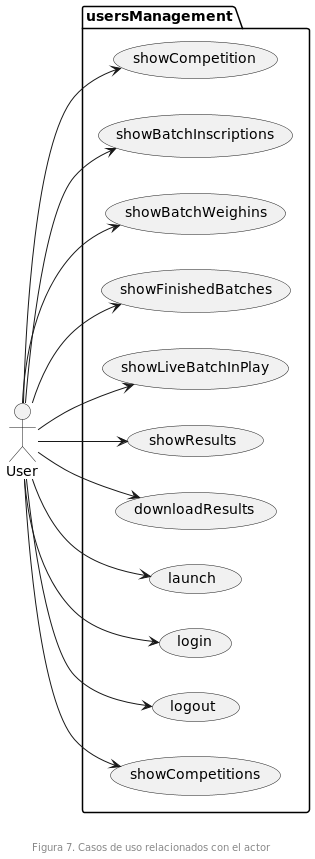 usersManagement
showCompetition
showBatchInscriptions
showBatchWeighins
showFinishedBatches
showLiveBatchInPlay
showResults
User
downloadResults
launch
login
logout
showCompetitions
Figura 7. Casos de uso relacionados con el actor